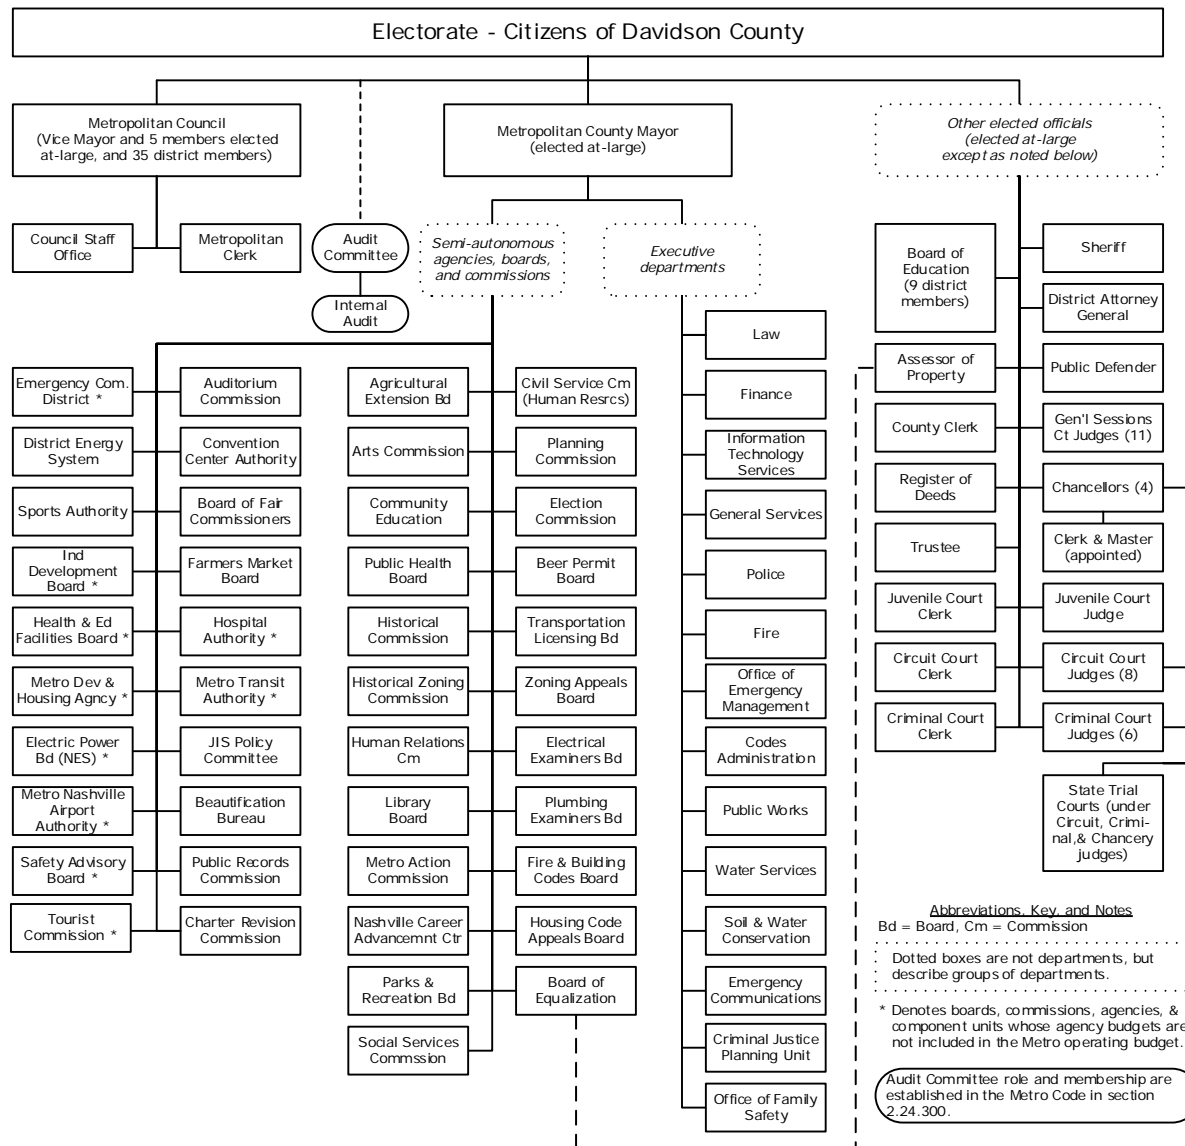 Electorate - Citizens of Davidson County
Metropolitan Council
(Vice Mayor and 5 members elected
at-large, and 35 district members)
Metropolitan County Mayor
(elected at-large)
Other elected officials
(elected at-large
except as noted below)
Council Staff
Office
Metropolitan
Clerk
Audit
Committee
Internal
Audit
Semi-autonomous
agencies, boards,
and commissions
Executive
departments
Emergency Com.
District *
Auditorium
Commission
District Energy
System
Convention
Center Authority
Sports Authority
Board of Fair
Commissioners
Ind
Development
Board *
Farmers Market
Board
Health & Ed
Facilities Board *
Hospital
Authority *
Metro Dev &
Housing Agncy *
Metro Transit
Authority *
Electric Power
Bd (NES) *
JIS Policy
Committee
Metro Nashville
Airport
Authority *
Beautification
Bureau
Safety Advisory
Board *
Public Records
Commission
Tourist
Commission *
Charter Revision
Commission
Agricultural
Extension Bd
Civil Service Cm
(Human Resrcs)
Arts Commission
Planning
Commission
Community
Education
Election
Commission
Public Health
Board
Beer Permit
Board
Historical
Commission
Transportation
Licensing Bd
Historical Zoning
Commission
Zoning Appeals
Board
Human Relations
Cm
Electrical
Examiners Bd
Library
Board
Plumbing
Examiners Bd
Metro Action
Commission
Fire & Building
Codes Board
Nashville Career
Advancemnt Ctr
Housing Code
Appeals Board
Parks &
Recreation Bd
Board of
Equalization
Social Services
Commssion
Law
Finance
Information
Technology
Services
General Services
Police
Fire
Office of
Emergency
Management
Codes
Administration
Public Works
Water Services
Soil & Water
Conservation
Emergency
Communications
Criminal Justice
Planning Unit
Office of Family
Safety
Board of
Education
(9 district
members)
Sheriff
District Attorney
General
Assessor of
Property
Public Defender
County Clerk
Gen'l Sessions
Ct Judges (11)
Register of
Deeds
Chancellors (4)
Trustee
Clerk & Master
(appointed)
Juvenile Court
Clerk
Juvenile Court
Judge
Circuit Court
Clerk
Circuit Court
Judges (8)
Criminal Court
Clerk
Criminal Court
Judges (6)
State Trial
Courts (under
Circuit, Crimi-
nal,& Chancery
judges)
Abbreviations, Key, and Notes
Bd = Board, Cm = Commission
Dotted boxes are not departments, but
describe groups of departments.
* Denotes boards, commissions, agencies, &
component units whose agency budgets are
not included in the Metro operating budget.
Audit Committee role and membership are
established in the Metro Code in section
2.24.300.